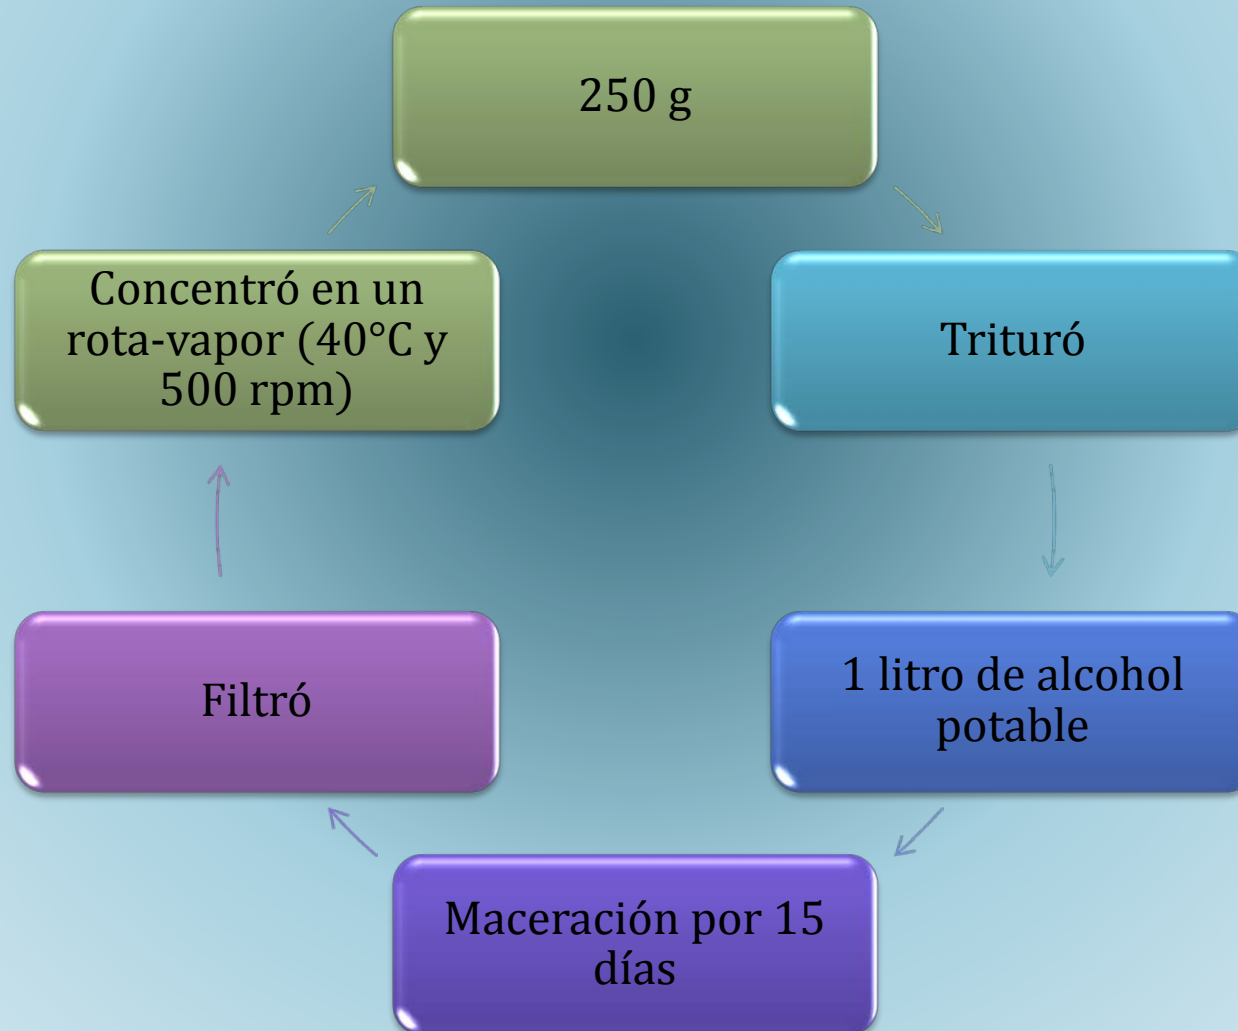 250 g
Trituró
1 litro de alcohol
potable
Maceración por 15
días
Filtró
Concentró en un
rota-vapor (40°C y
500 rpm)